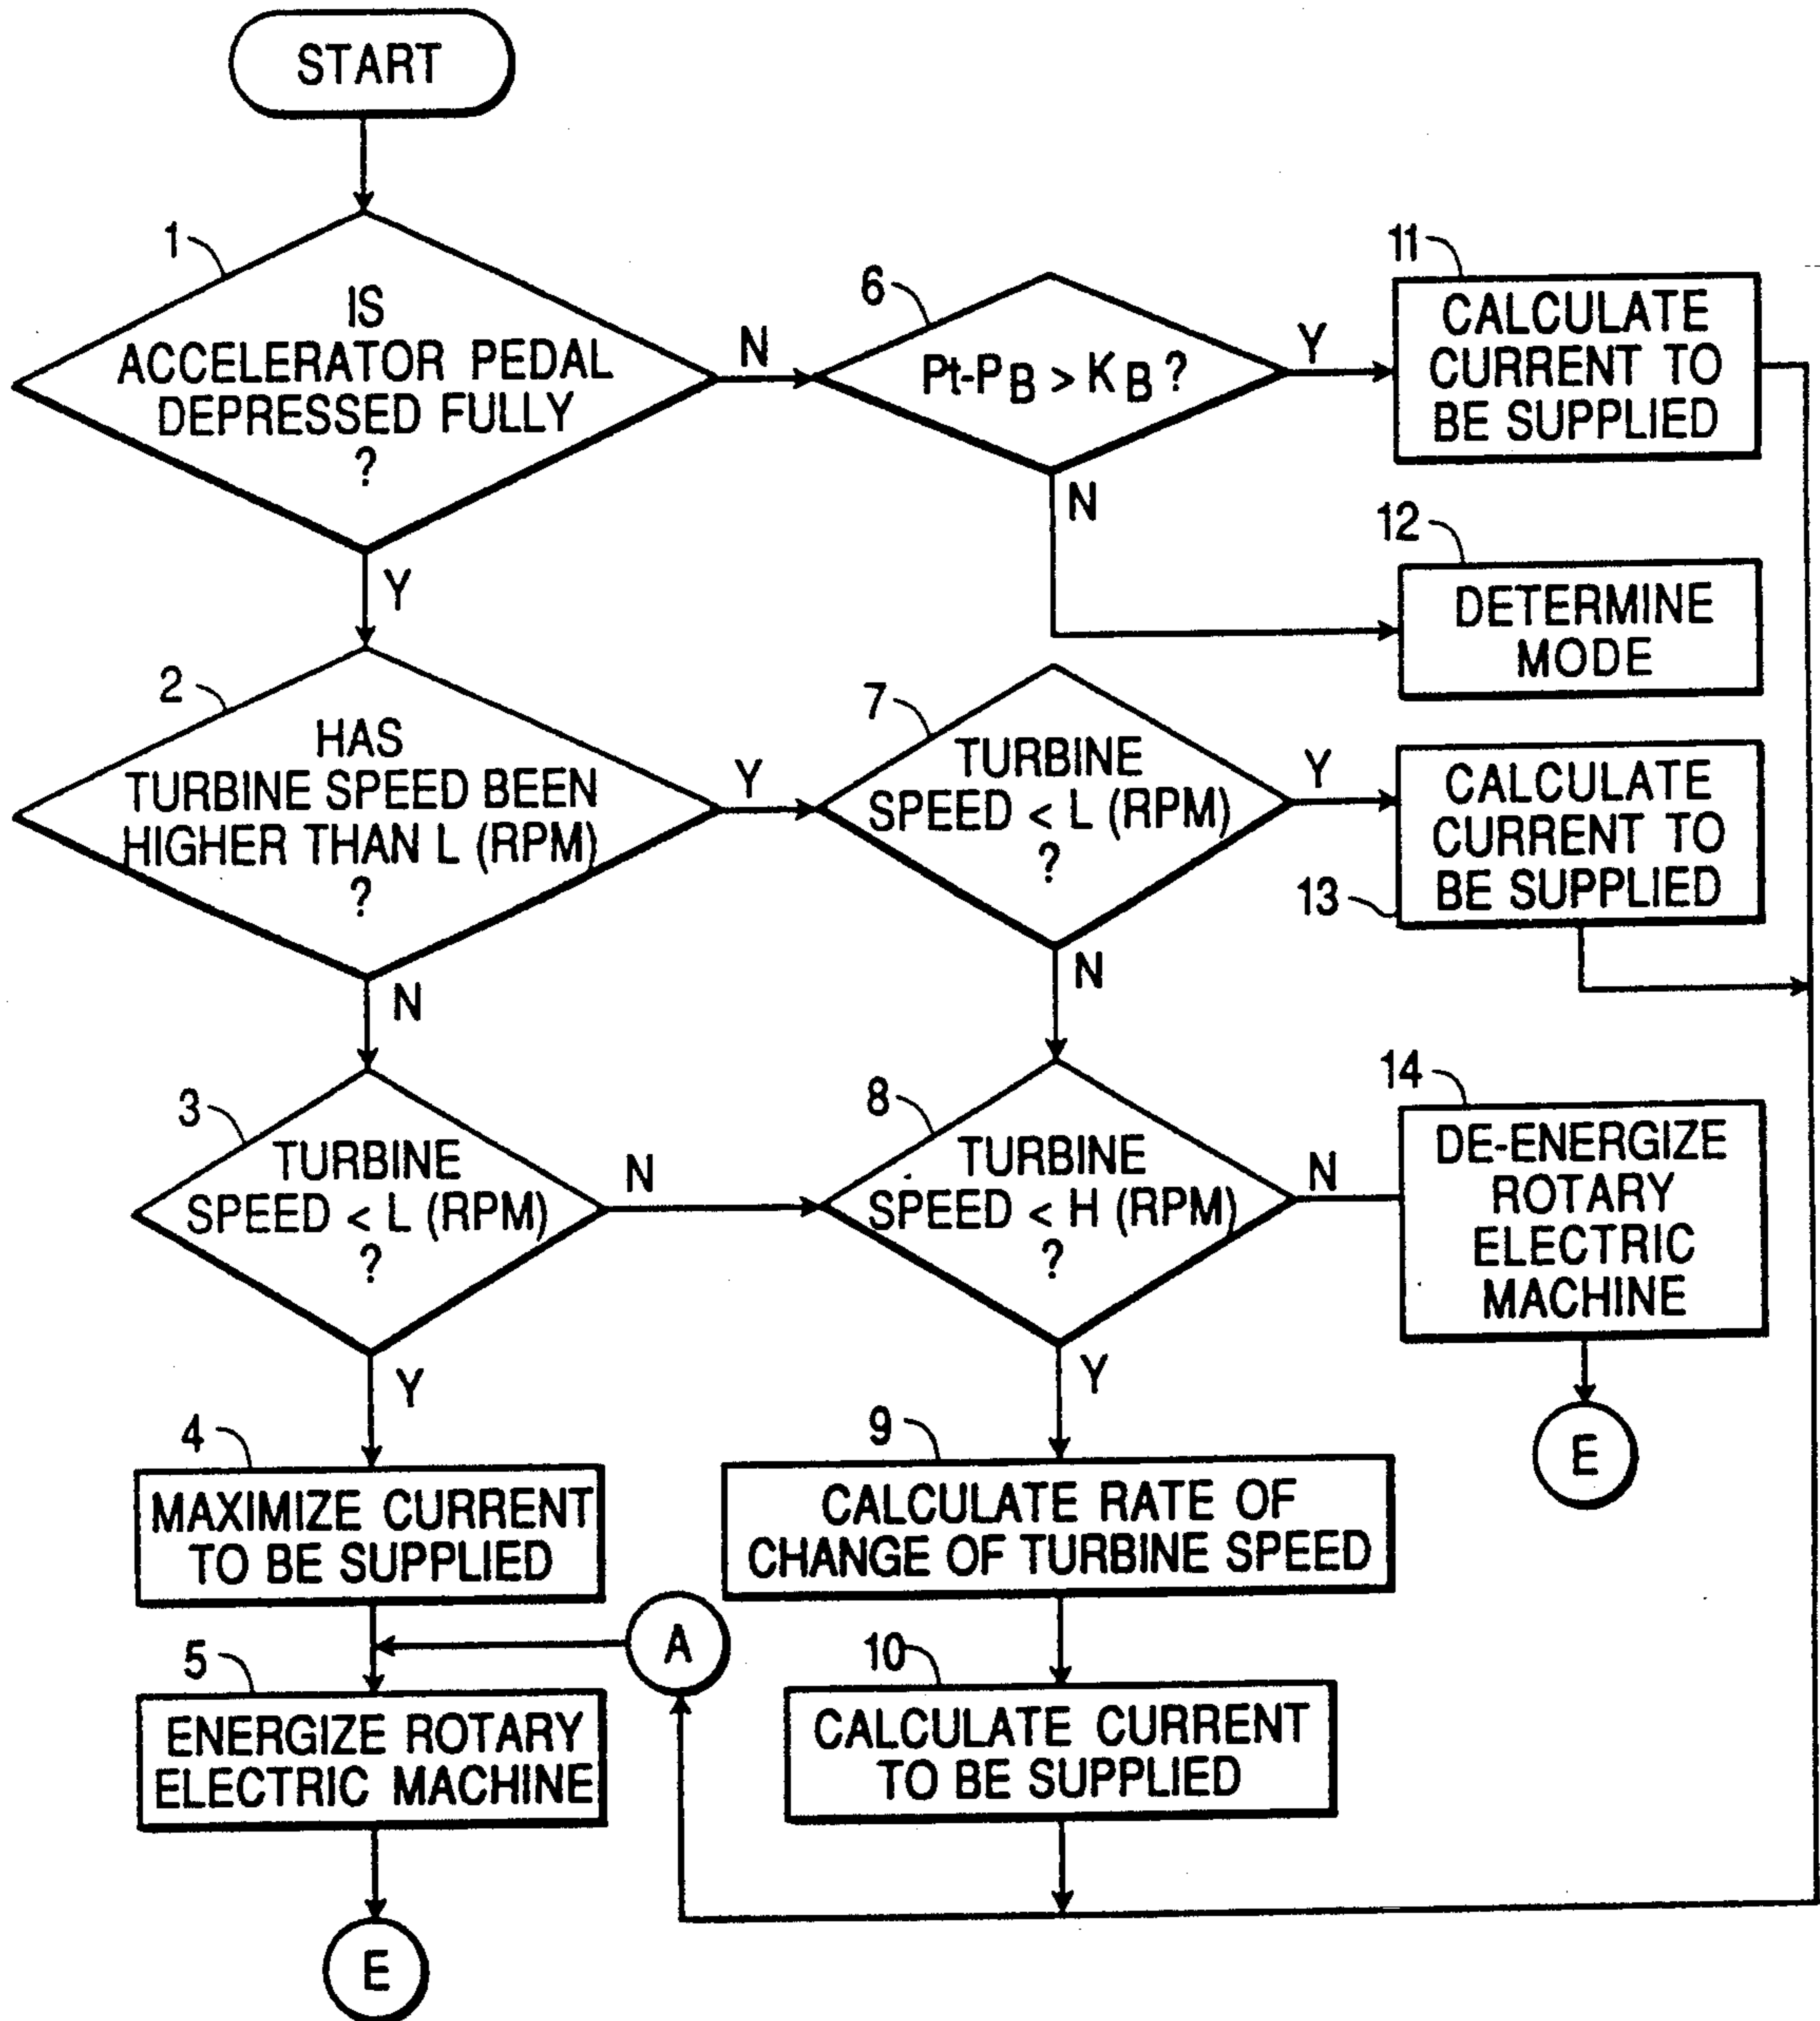 START
1
IS
ACCELERATOR PEDAL
DEPRESSED FULLY
?
N
Y
6
Pt-PB > KB ?
Y
N
11
CALCULATE
CURRENT TO
BE SUPPLIED
12
DETERMINE
MODE
2
HAS
TURBINE SPEED BEEN
HIGHER THAN L (RPM)
?
Y
N
7
TURBINE
SPEED < L (RPM)
?
Y
N
13
CALCULATE
CURRENT TO
BE SUPPLIED
3
TURBINE
SPEED < L (RPM)
?
N
Y
8
TURBINE
SPEED < H (RPM)
?
N
Y
14
DE-ENERGIZE
ROTARY
ELECTRIC
MACHINE
E
4
MAXIMIZE CURRENT
TO BE SUPPLIED
9
CALCULATE RATE OF
CHANGE OF TURBINE SPEED
A
5
ENERGIZE ROTARY
ELECTRIC MACHINE
10
CALCULATE CURRENT
TO BE SUPPLIED
E